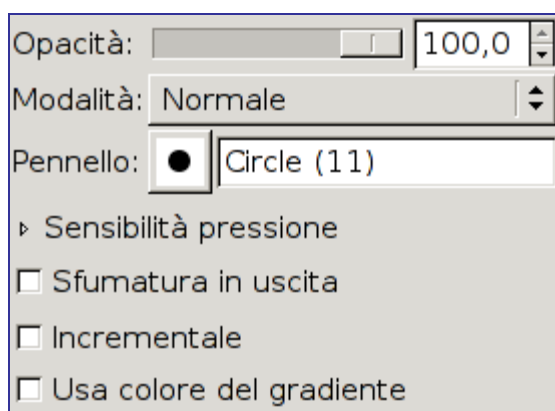 Opacità: 100,0
Modalità: Normale
Pennello: Circle (11)
Sensibilità pressione
Sfumatura in uscita
Incrementale
Usa colore del gradiente